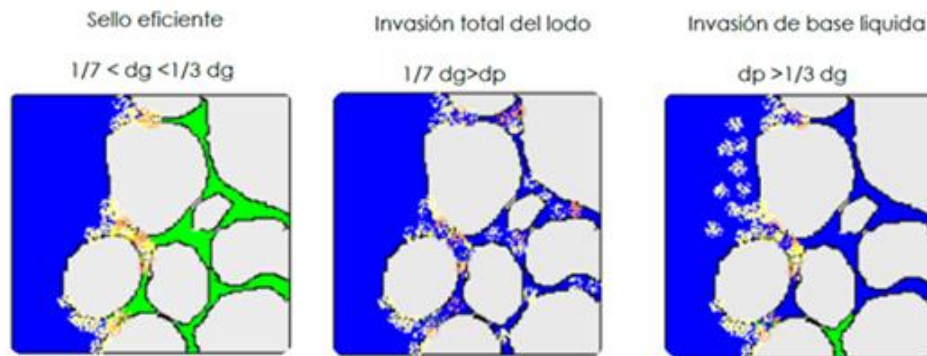 Sello eficiente
1/7 < dg <1/3 dg
Invasión total del lodo
1/7 dg>dp
Invasión de base liquida
dp >1/3 dg